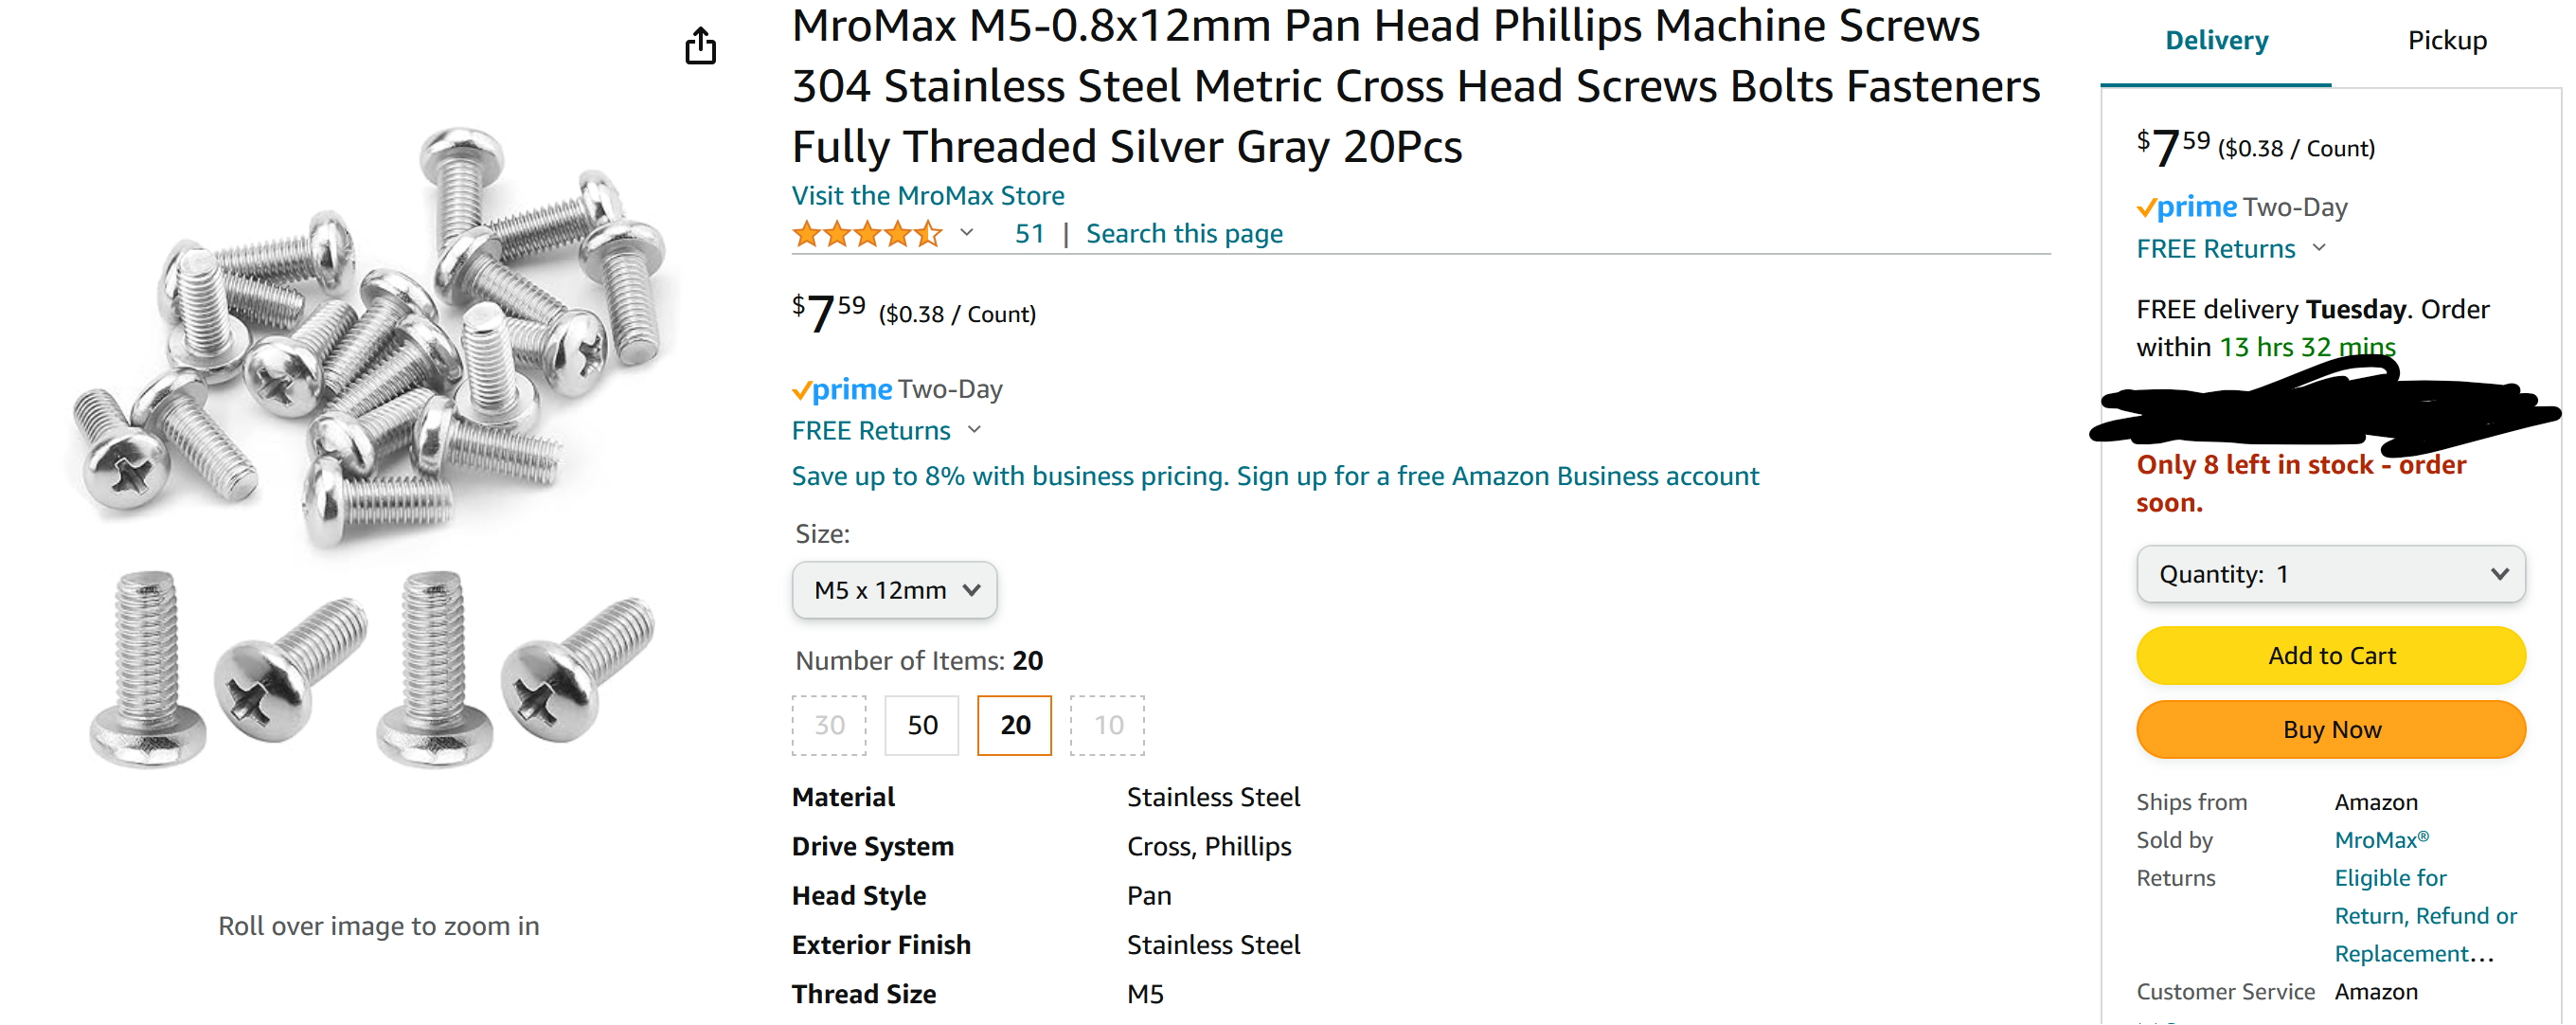 MroMax M5-0.8x12mm Pan Head Phillips Machine Screws
304 Stainless Steel Metric Cross Head Screws Bolts Fasteners
Fully Threaded Silver Gray 20Pcs
Visit the MroMax Store
51 | Search this page
$7 59 ($0.38 / Count)
prime Two-Day
FREE Returns
Save up to 8% with business pricing. Sign up for a free Amazon Business account
Size:
M5 x 12mm
Number of Items: 20
30 50 20 10
Material Stainless Steel
Drive System Cross, Phillips
Head Style Pan
Exterior Finish Stainless Steel
Thread Size M5
Roll over image to zoom in
Delivery Pickup
$7 59 ($0.38 / Count)
prime Two-Day
FREE Returns
FREE delivery Tuesday. Order
within 13 hrs 32 mins
Only 8 left in stock - order
soon.
Quantity: 1
Add to Cart
Buy Now
Ships from Amazon
Sold by MroMax®
Returns Eligible for
Return, Refund or
Replacement...
Customer Service Amazon